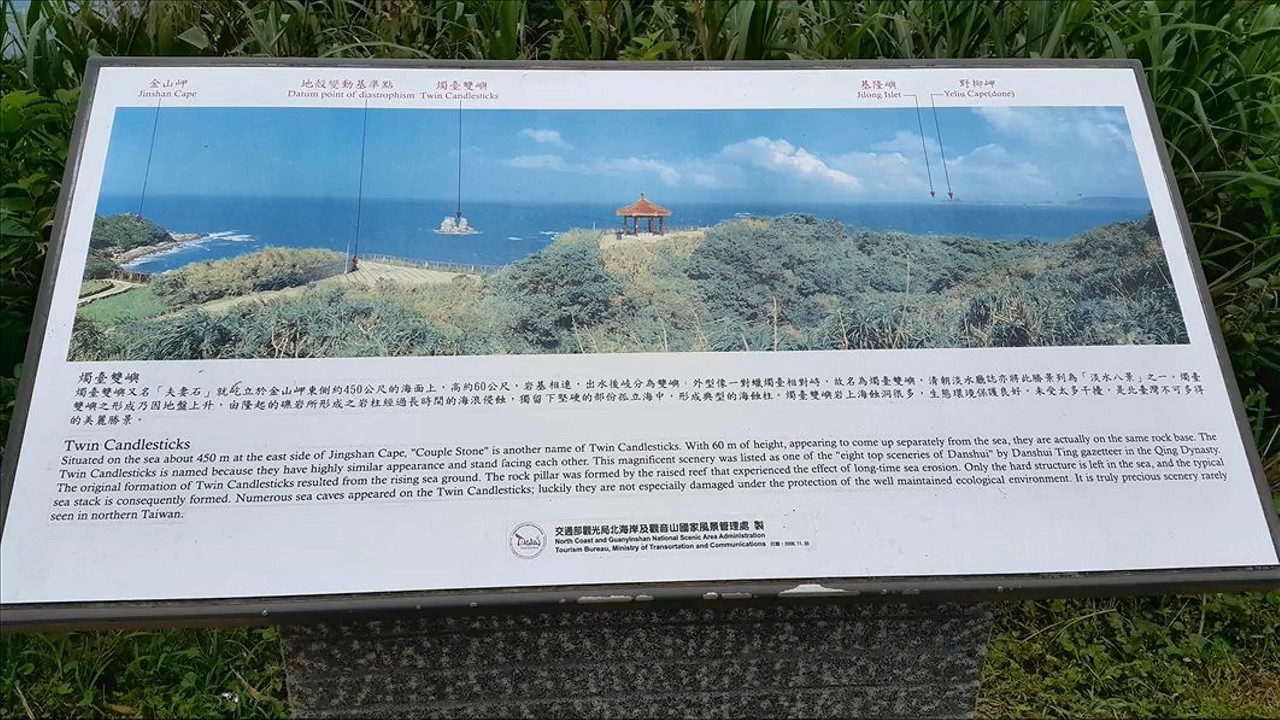 金山岬 地殼變動基準點 燭臺雙嶼 基隆嶼 野柳岬
Jinshan Cape Datum point of diastrophism Twin Candlesticks Jilong Islet Yeliu Cape(done)
燭臺雙嶼
燭臺雙嶼又名「夫妻石」就屹立於金山岬東側約450公尺的海面上，高約60公尺，岩基相連，出水後岐分為雙嶼，外型像一對蠟燭臺相對峙，故名為燭臺雙嶼，清朝淡水廳誌亦將此勝景列為「淡水八景」之一。燭臺
雙嶼之形成乃因地盤上升，由隆起的礁岩所形成之岩柱經過長時間的海浪侵蝕，獨留下堅硬的部份孤立海中，形成典型的海蝕柱。燭臺雙嶼岩上海蝕洞很多，生態環境保護良好，未受太多干擾，是北臺灣不可多得
的美麗勝景。
Twin Candlesticks
Situated on the sea about 450 m at the east side of Jingshan Cape, "Couple Stone" is another name of Twin Candlesticks. With 60 m of height, appearing to come up separately from the sea, they are actually on the same rock base. The
Twin Candlesticks is named because they have highly similar appearance and stand facing each other. This magnificent scenery was listed as one of the "eight top sceneries of Danshui" by Danshui Ting gazetteer in the Qing Dynasty.
The original formation of Twin Candlesticks resulted from the rising sea ground. The rock pillar was formed by the raised reef that experienced the effect of long-time sea erosion. Only the hard structure is left in the sea, and the typical
sea stack is consequently formed. Numerous sea caves appeared on the Twin Candlesticks; luckily they are not especially damaged under the protection of the well maintained ecological environment. It is truly precious scenery rarely
seen in northern Taiwan.
交通部觀光局北海岸及觀音山國家風景管理處 製
North Coast and Guanyinshan National Scenic Area Administration
Tourism Bureau, Ministry of Transortation and Communications